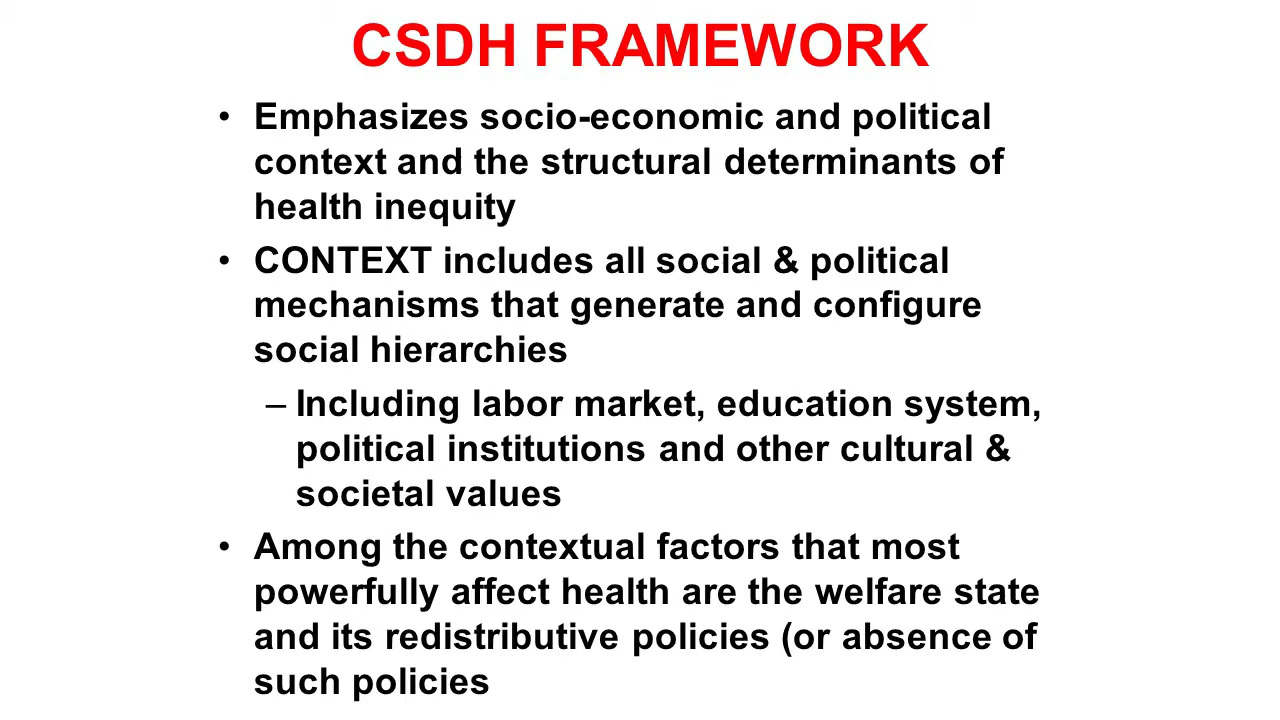 CSDH FRAMEWORK
• Emphasizes socio-economic and political
context and the structural determinants of
health inequity
• CONTEXT includes all social & political
mechanisms that generate and configure
social hierarchies
– Including labor market, education system,
political institutions and other cultural &
societal values
• Among the contextual factors that most
powerfully affect health are the welfare state
and its redistributive policies (or absence of
such policies